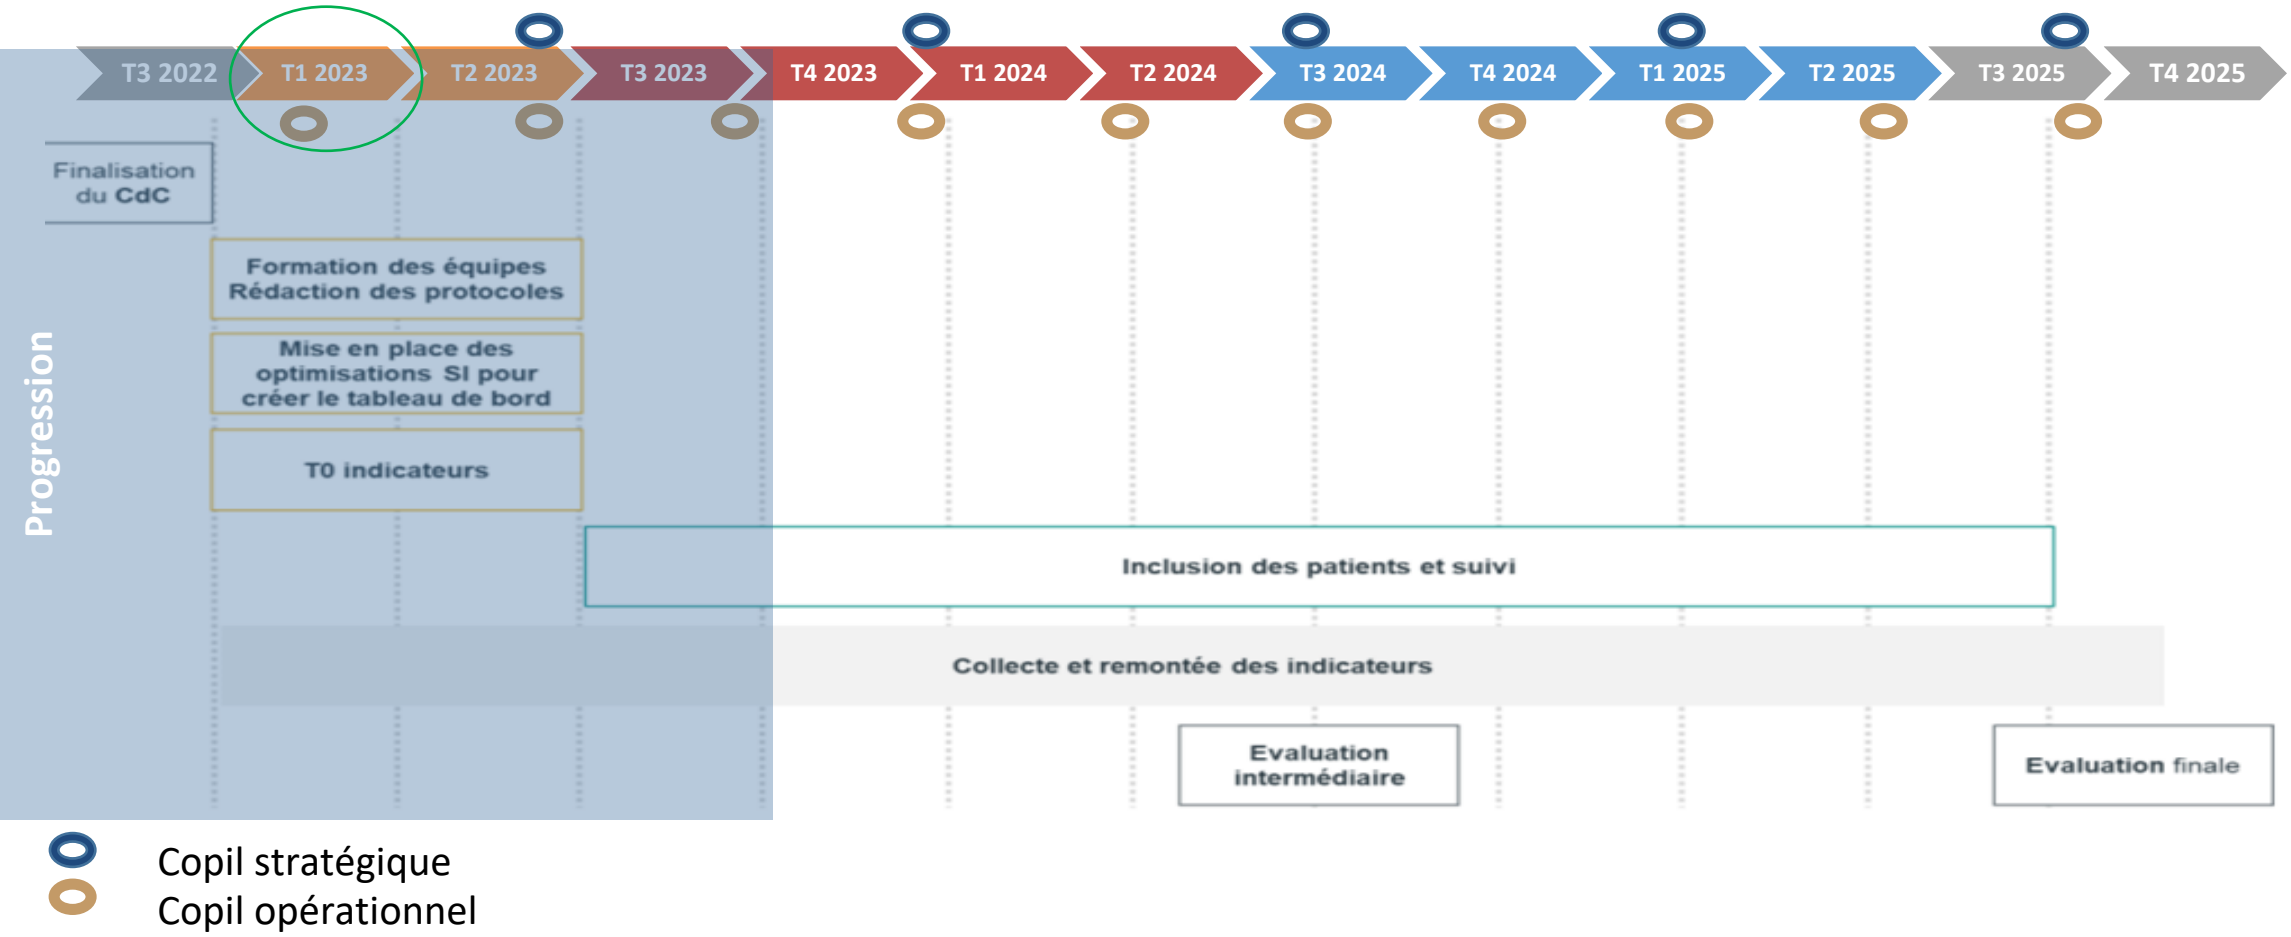 T3 2022
T1 2023
T2 2023
T3 2023
T4 2023
T1 2024
T2 2024
T3 2024
T4 2024
T1 2025
T2 2025
T3 2025
T4 2025
Finalisation
du CdC
Formation des équipes
Rédaction des protocoles
Mise en place des
optimisations SI pour
créer le tableau de bord
Progression
T0 indicateurs
Inclusion des patients et suivi
Collecte et remontée des indicateurs
Evaluation
intermédiaire
Evaluation finale
Copil stratégique
Copil opérationnel